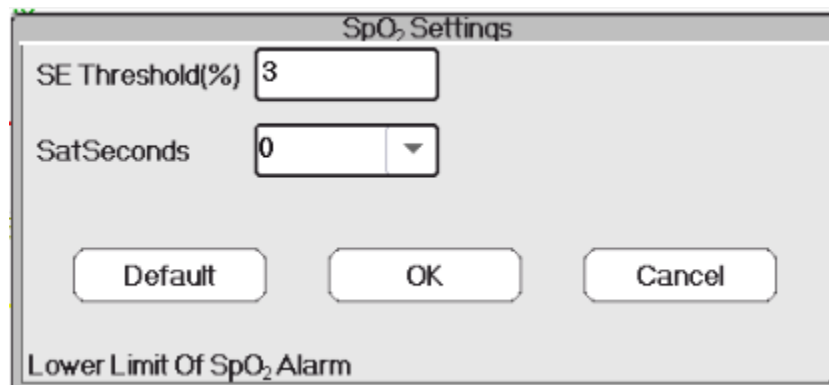 SpO₂ Settings
SE Threshold(%) 3
SatSeconds 0
Default OK Cancel
Lower Limit Of SpO₂ Alarm